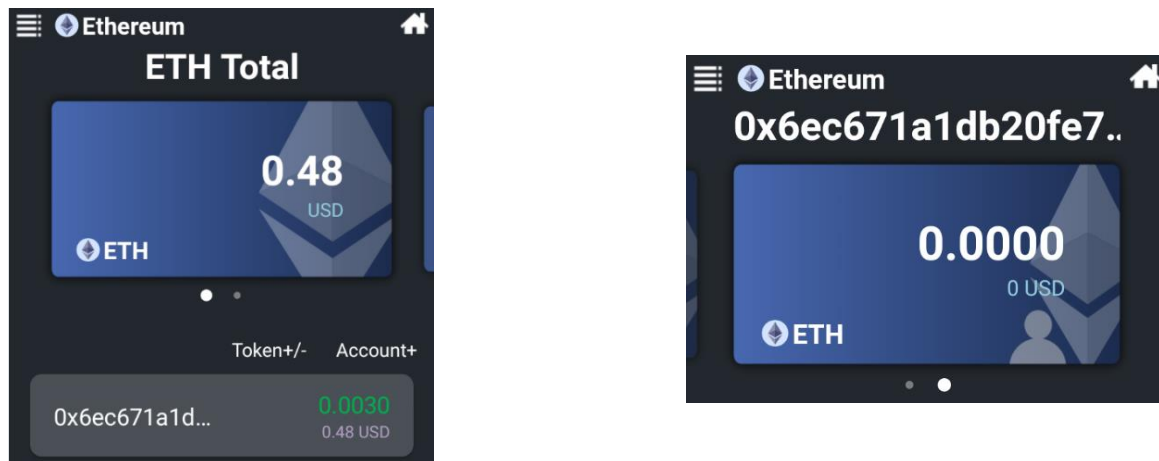 Ethereum
ETH Total
0.48
USD
ETH
Token+/- Account+
0x6ec671a1d... 0.0030
0.48 USD
Ethereum
0x6ec671a1db20fe7..
0.0000
0 USD
ETH